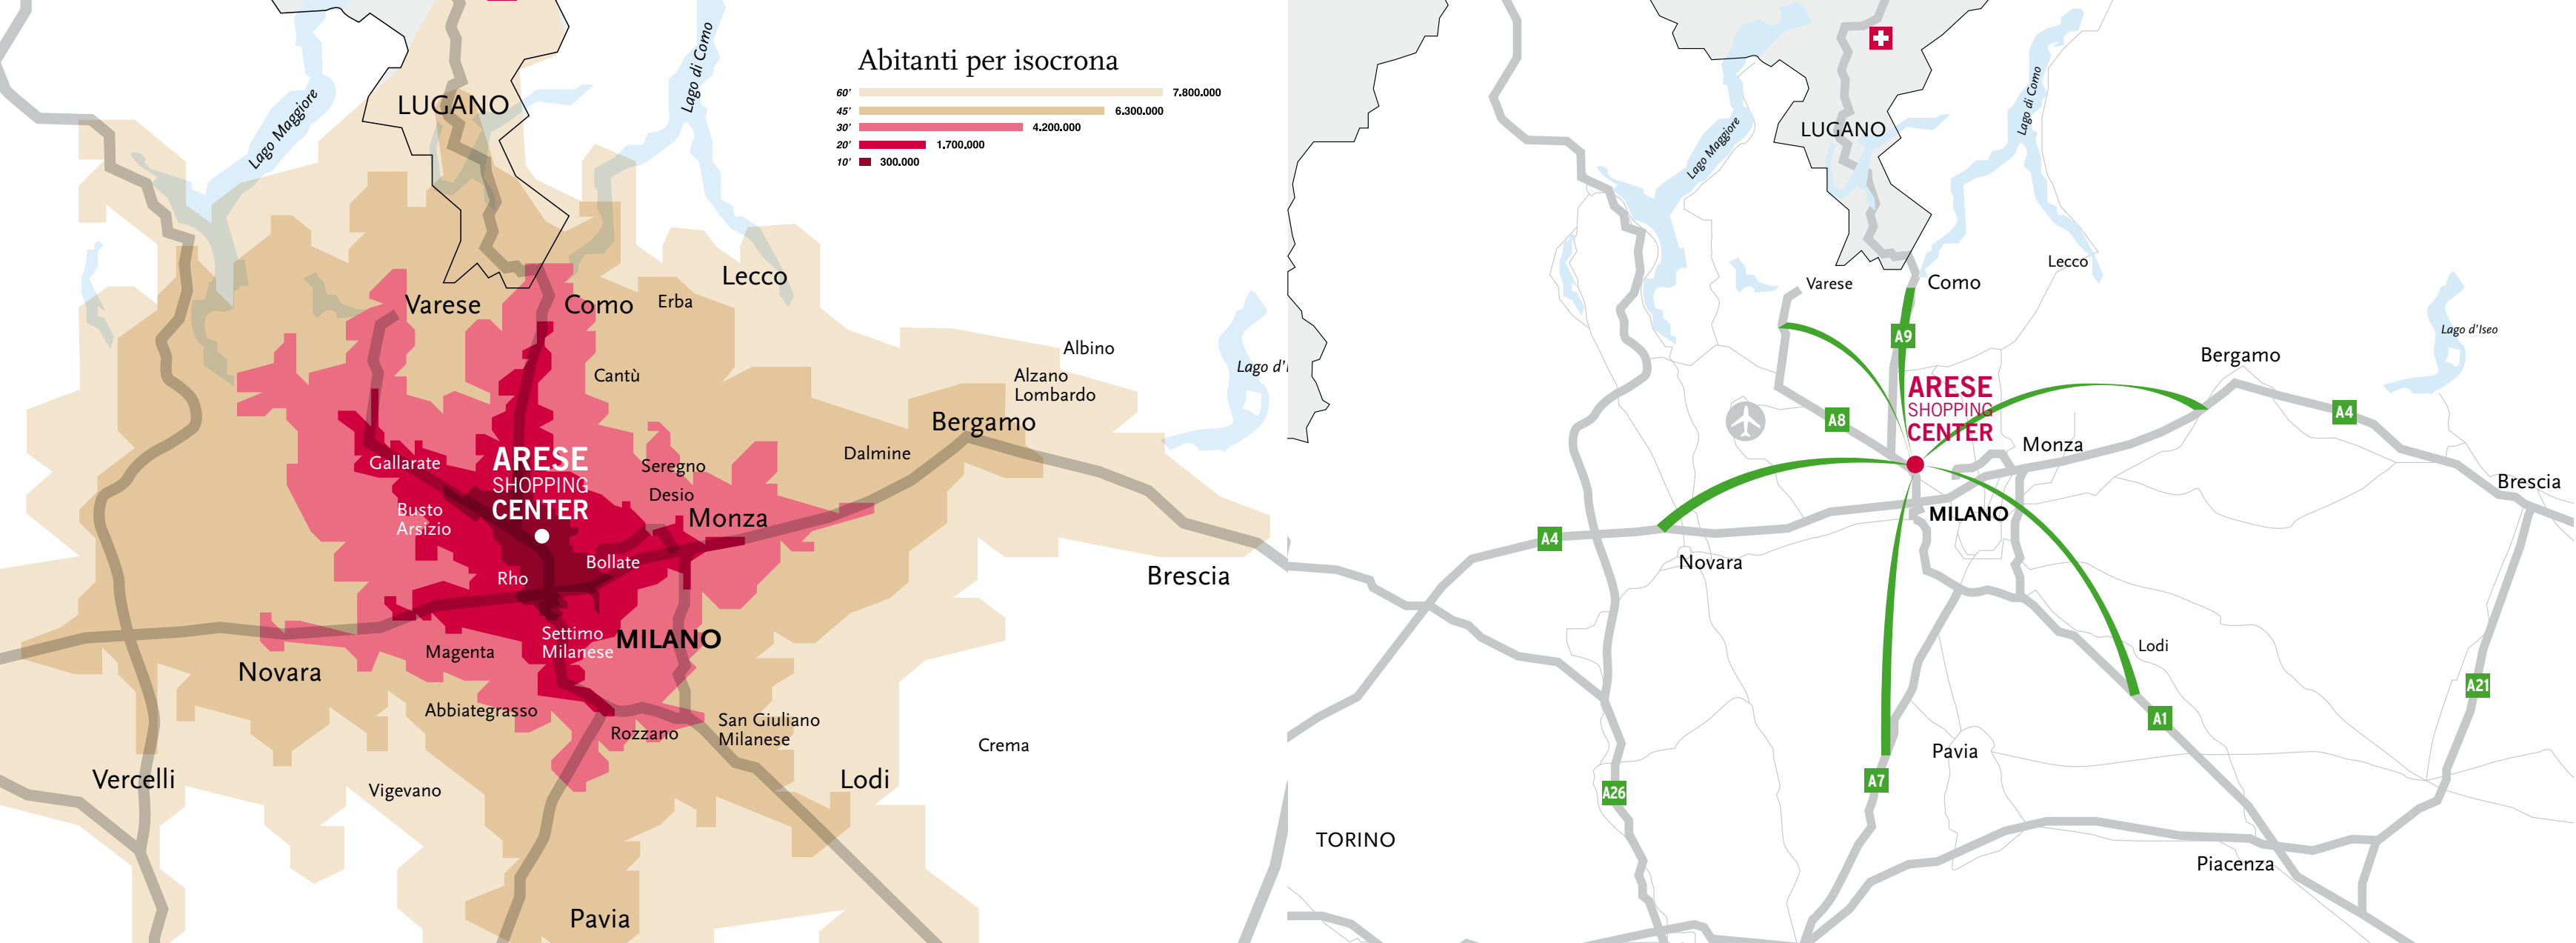 Abitanti per isocrona
60' 7.800.000
45' 6.300.000
30' 4.200.000
20' 1,700.000
10' 300.000
Lago Maggiore
LUGANO
Lago di Como
Lecco
Varese
Como
Erba
Albino
Cantù
Alzano
Lombardo
Lago d'I
Bergamo
Dalmine
Gallarate
ARESE
SHOPPING
CENTER
Seregno
Desio
Busto
Arsizio
Monza
Bollate
Rho
Brescia
Settimo
Milanese
MILANO
Magenta
Novara
Abbiategrasso
San Giuliano
Milanese
Rozzano
Crema
Vercelli
Vigevano
Lodi
Pavia
Lago Maggiore
LUGANO
Lago di Como
Lecco
Varese
Como
A9
Lago d'Iseo
Bergamo
ARESE
SHOPPING
CENTER
A8
A4
Monza
Brescia
MILANO
A4
Novara
Lodi
A21
A1
Pavia
A7
A26
TORINO
Piacenza